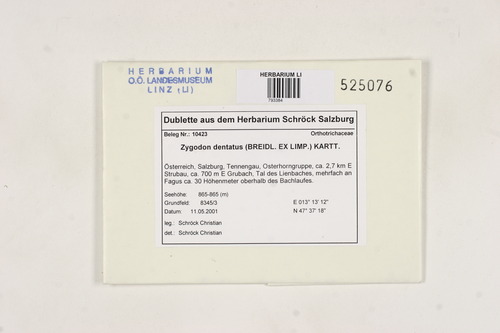 HERBARIUM
O.Ö. LANDESMUSEUM
LINZ (LI)
HERBARIUM LI
525076
Dublette aus dem Herbarium Schröck Salzburg
Beleg Nr.: 10423 Orthotrichaceae
Zygodon dentatus (BREIDL. EX LIMP.) KARTT.
Österreich, Salzburg, Tennengau, Osterhorngruppe, ca. 2,7 km E
Strubau, ca. 700 m E Grubach, Tal des Lienbaches, mehrfach an
Fagus ca. 30 Höhenmeter oberhalb des Bachlaufes.
Seehöhe: 865-865 (m)
Grundfeld: 8345/3 E 013° 13' 12"
Datum: 11.05.2001 N 47° 37' 18"
leg.: Schröck Christian
det.: Schröck Christian